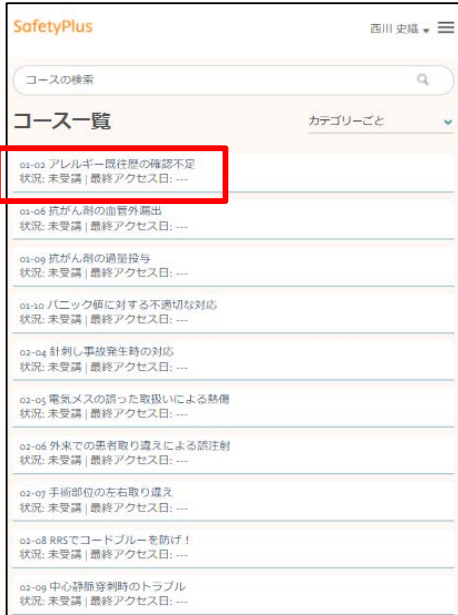 SafetyPlus
西川 史織
コースの検索
コース一覧
カテゴリーごと
01-02 アレルギー既往歴の確認不足
状況: 未受講 | 最終アクセス日: ---
01-06 抗がん剤の血管外漏出
状況: 未受講 | 最終アクセス日: ---
01-09 抗がん剤の過量投与
状況: 未受講 | 最終アクセス日: ---
01-10 パニック値に対する不適切な対応
状況: 未受講 | 最終アクセス日: ---
02-04 針刺し事故発生時の対応
状況: 未受講 | 最終アクセス日: ---
02-05 電気メスの誤った取扱いによる熱傷
状況: 未受講 | 最終アクセス日: ---
02-06 外来での患者取り違えによる誤注射
状況: 未受講 | 最終アクセス日: ---
02-07 手術部位の左右取り違え
状況: 未受講 | 最終アクセス日: ---
02-08 RRSでコードブルーを防げ！
状況: 未受講 | 最終アクセス日: ---
02-09 中心静脈穿刺時のトラブル
状況: 未受講 | 最終アクセス日: ---